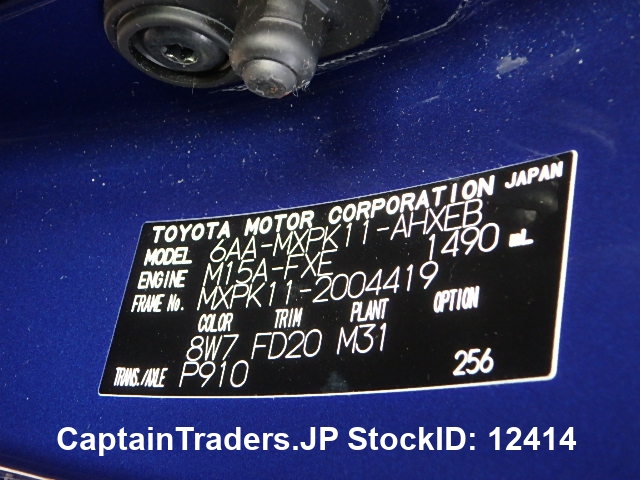 TOYOTA MOTOR CORPORATION JAPAN
MODEL 6AA-MXPK11-AHXEB
ENGINE M15A-FXE 1490 mL
FRAME No. MXPK11-2004419
COLOR TRIM PLANT OPTION
8W7 FD20 M31
TRANS./AXLE P910 256
CaptainTraders.JP StockID: 12414